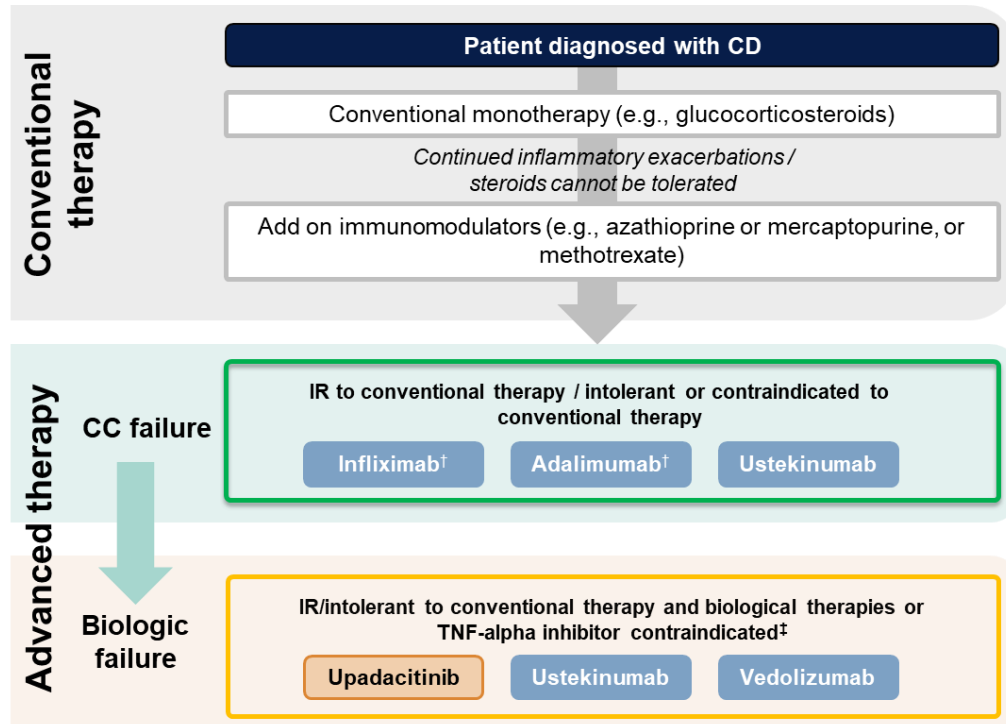 Conventional
therapy
Patient diagnosed with CD
Conventional monotherapy (e.g., glucocorticosteroids)
Continued inflammatory exacerbations /
steroids cannot be tolerated
Add on immunomodulators (e.g., azathioprine or mercaptopurine, or
methotrexate)
Advanced therapy
CC failure
IR to conventional therapy / intolerant or contraindicated to
conventional therapy
Infliximab†
Adalimumab†
Ustekinumab
Biologic
failure
IR/intolerant to conventional therapy and biological therapies or
TNF-alpha inhibitor contraindicated‡
Upadacitinib
Ustekinumab
Vedolizumab